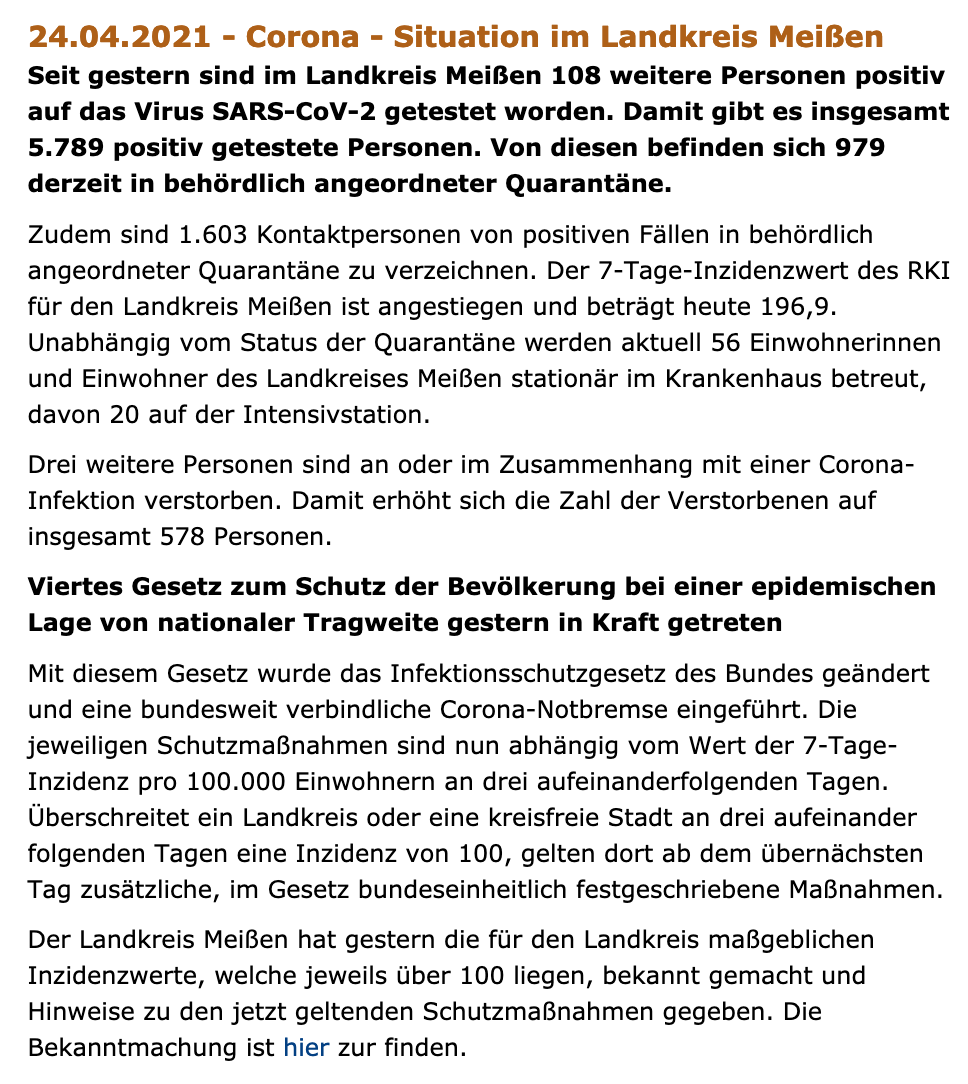 24.04.2021 - Corona - Situation im Landkreis Meißen
Seit gestern sind im Landkreis Meißen 108 weitere Personen positiv
auf das Virus SARS-CoV-2 getestet worden. Damit gibt es insgesamt
5.789 positiv getestete Personen. Von diesen befinden sich 979
derzeit in behördlich angeordneter Quarantäne.
Zudem sind 1.603 Kontaktpersonen von positiven Fällen in behördlich
angeordneter Quarantäne zu verzeichnen. Der 7-Tage-Inzidenzwert des RKI
für den Landkreis Meißen ist angestiegen und beträgt heute 196,9.
Unabhängig vom Status der Quarantäne werden aktuell 56 Einwohnerinnen
und Einwohner des Landkreises Meißen stationär im Krankenhaus betreut,
davon 20 auf der Intensivstation.
Drei weitere Personen sind an oder im Zusammenhang mit einer Corona-
Infektion verstorben. Damit erhöht sich die Zahl der Verstorbenen auf
insgesamt 578 Personen.
Viertes Gesetz zum Schutz der Bevölkerung bei einer epidemischen
Lage von nationaler Tragweite gestern in Kraft getreten
Mit diesem Gesetz wurde das Infektionsschutzgesetz des Bundes geändert
und eine bundesweit verbindliche Corona-Notbremse eingeführt. Die
jeweiligen Schutzmaßnahmen sind nun abhängig vom Wert der 7-Tage-
Inzidenz pro 100.000 Einwohnern an drei aufeinanderfolgenden Tagen.
Überschreitet ein Landkreis oder eine kreisfreie Stadt an drei aufeinander
folgenden Tagen eine Inzidenz von 100, gelten dort ab dem übernächsten
Tag zusätzliche, im Gesetz bundeseinheitlich festgeschriebene Maßnahmen.
Der Landkreis Meißen hat gestern die für den Landkreis maßgeblichen
Inzidenzwerte, welche jeweils über 100 liegen, bekannt gemacht und
Hinweise zu den jetzt geltenden Schutzmaßnahmen gegeben. Die
Bekanntmachung ist hier zur finden.